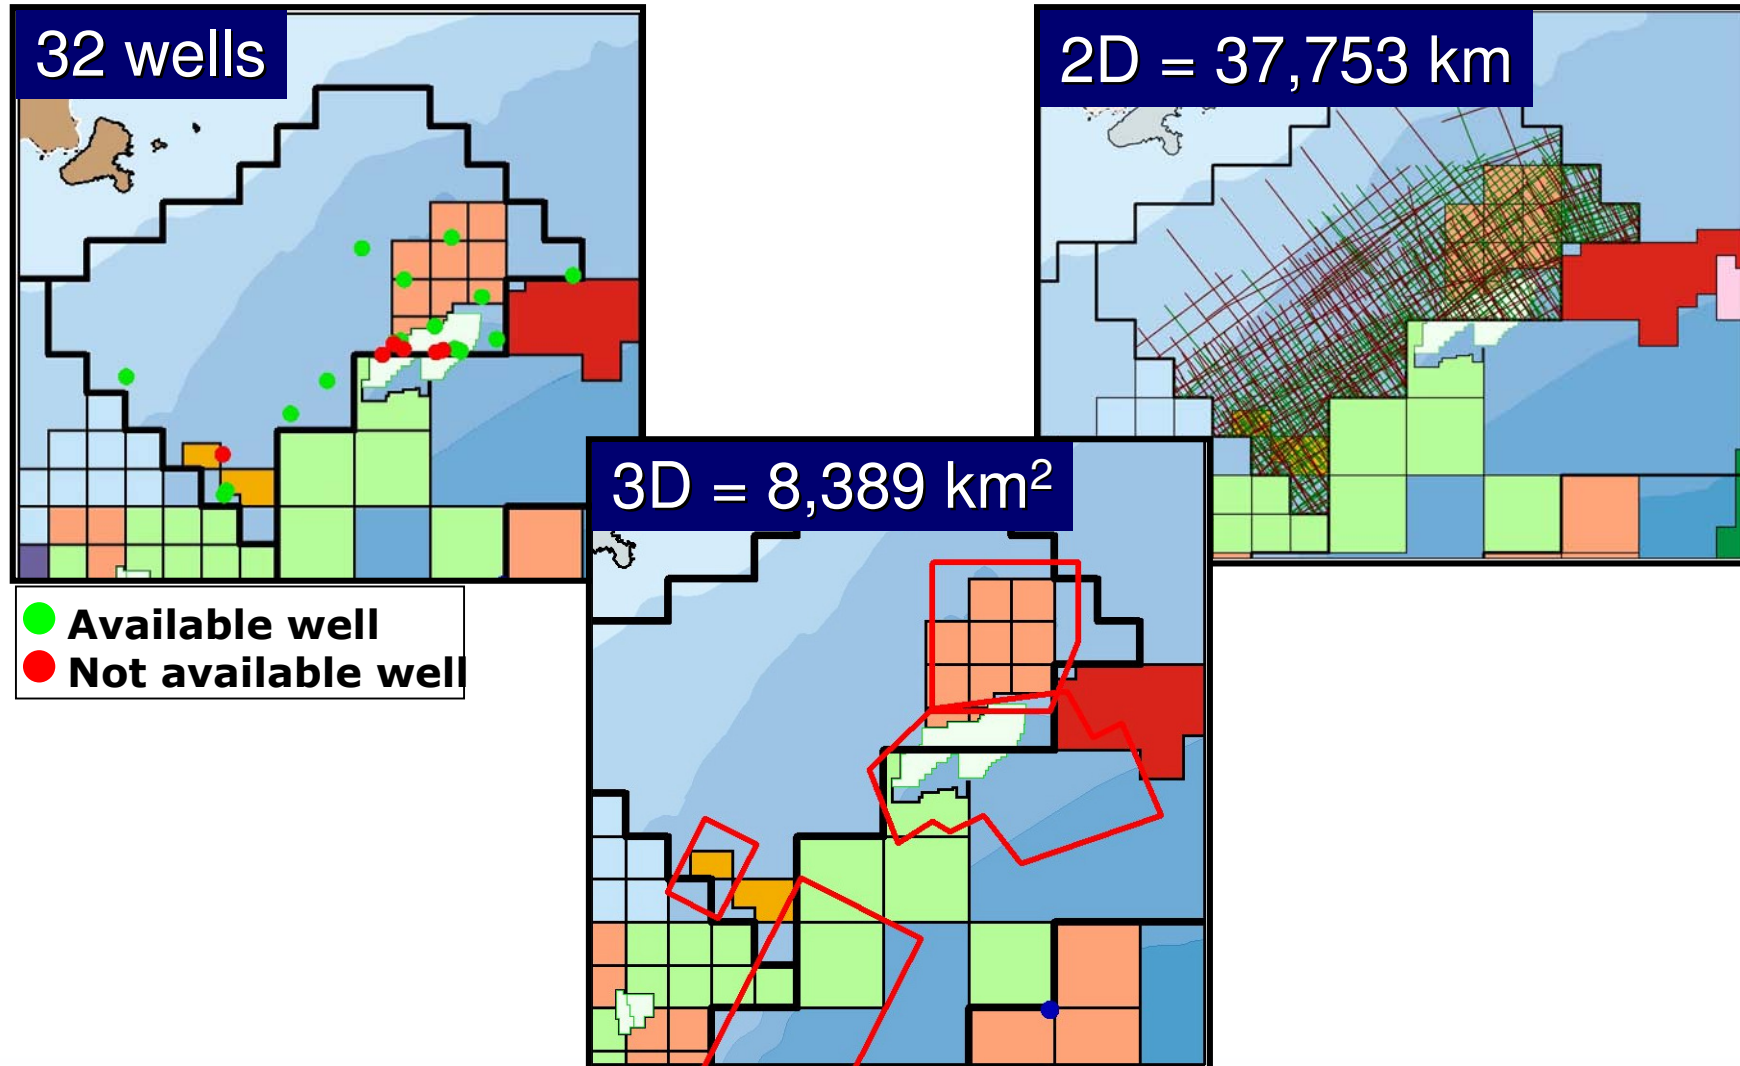 32 wells
2D = 37,753 km
3D = 8,389 km²
Available well
Not available well